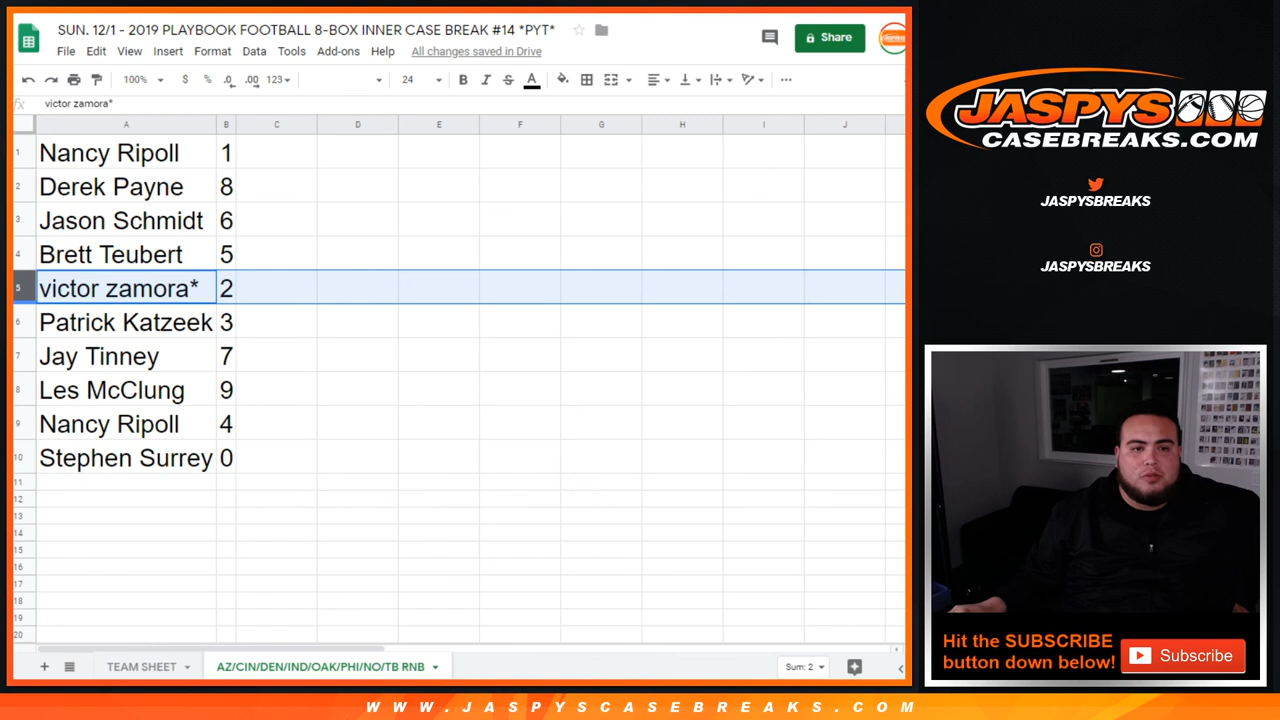 SUN. 12/1 - 2019 PLAYBOOK FOOTBALL 8-BOX INNER CASE BREAK #14 *PYT*
File Edit View Insert Format Data Tools Add-ons Help All changes saved in Drive
Share
100% $ % .0 .00 123 24 B I S A
fx victor zamora*
A B C D E F G H I J
1 Nancy Ripoll 1
2 Derek Payne 8
3 Jason Schmidt 6
4 Brett Teubert 5
5 victor zamora* 2
6 Patrick Katzeek 3
7 Jay Tinney 7
8 Les McClung 9
9 Nancy Ripoll 4
10 Stephen Surrey 0
11
12
13
14
15
16
17
18
19
20
TEAM SHEET AZ/CIN/DEN/IND/OAK/PHI/NO/TB RNB Sum: 2
JASPYS
CASEBREAKS.COM
JASPYSBREAKS
JASPYSBREAKS
Hit the SUBSCRIBE
button down below!
Subscribe
WWW.JASPYSCASEBREAKS.COM